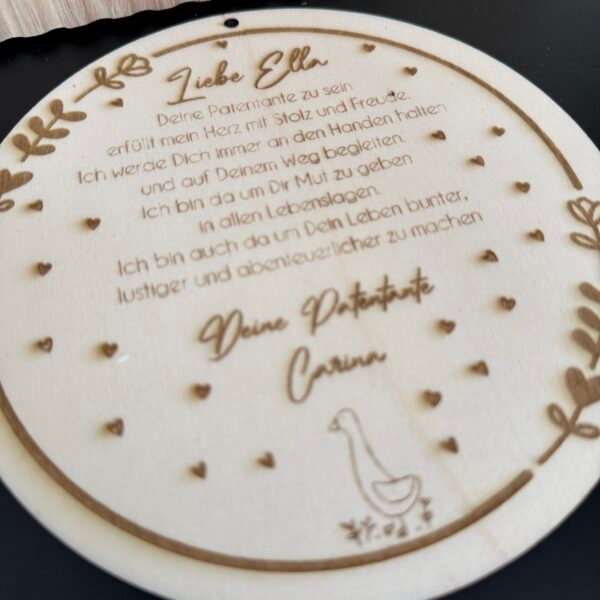 Liebe Ella
Deine Patentante zu sein
erfüllt mein Herz mit Stolz und Freude.
Ich werde Dich immer an den Händen halten
und auf Deinem Weg begleiten.
Ich bin da um Dir Mut zu geben
in allen Lebenslagen.
Ich bin auch da um Dein Leben bunter,
lustiger und abenteuerlicher zu machen
Deine Patentante
Carina